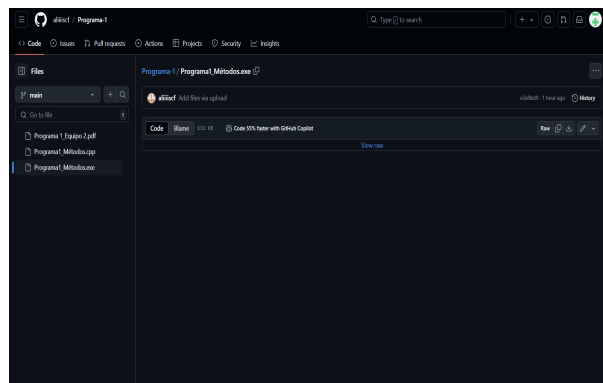 aliiiscf / Programa-1
Type / to search
Code Issues Pull requests Actions Projects Security Insights
Files
Programa-1 / Programa1_Métodos.exe
main
aliiiscf Add files via upload
1 hour ago History
Go to file t
Code Blame 131 KB Code 55% faster with GitHub Copilot
Raw
Programa 1_Equipo 2.pdf
View raw
Programa1_Métodos.cpp
Programa1_Métodos.exe